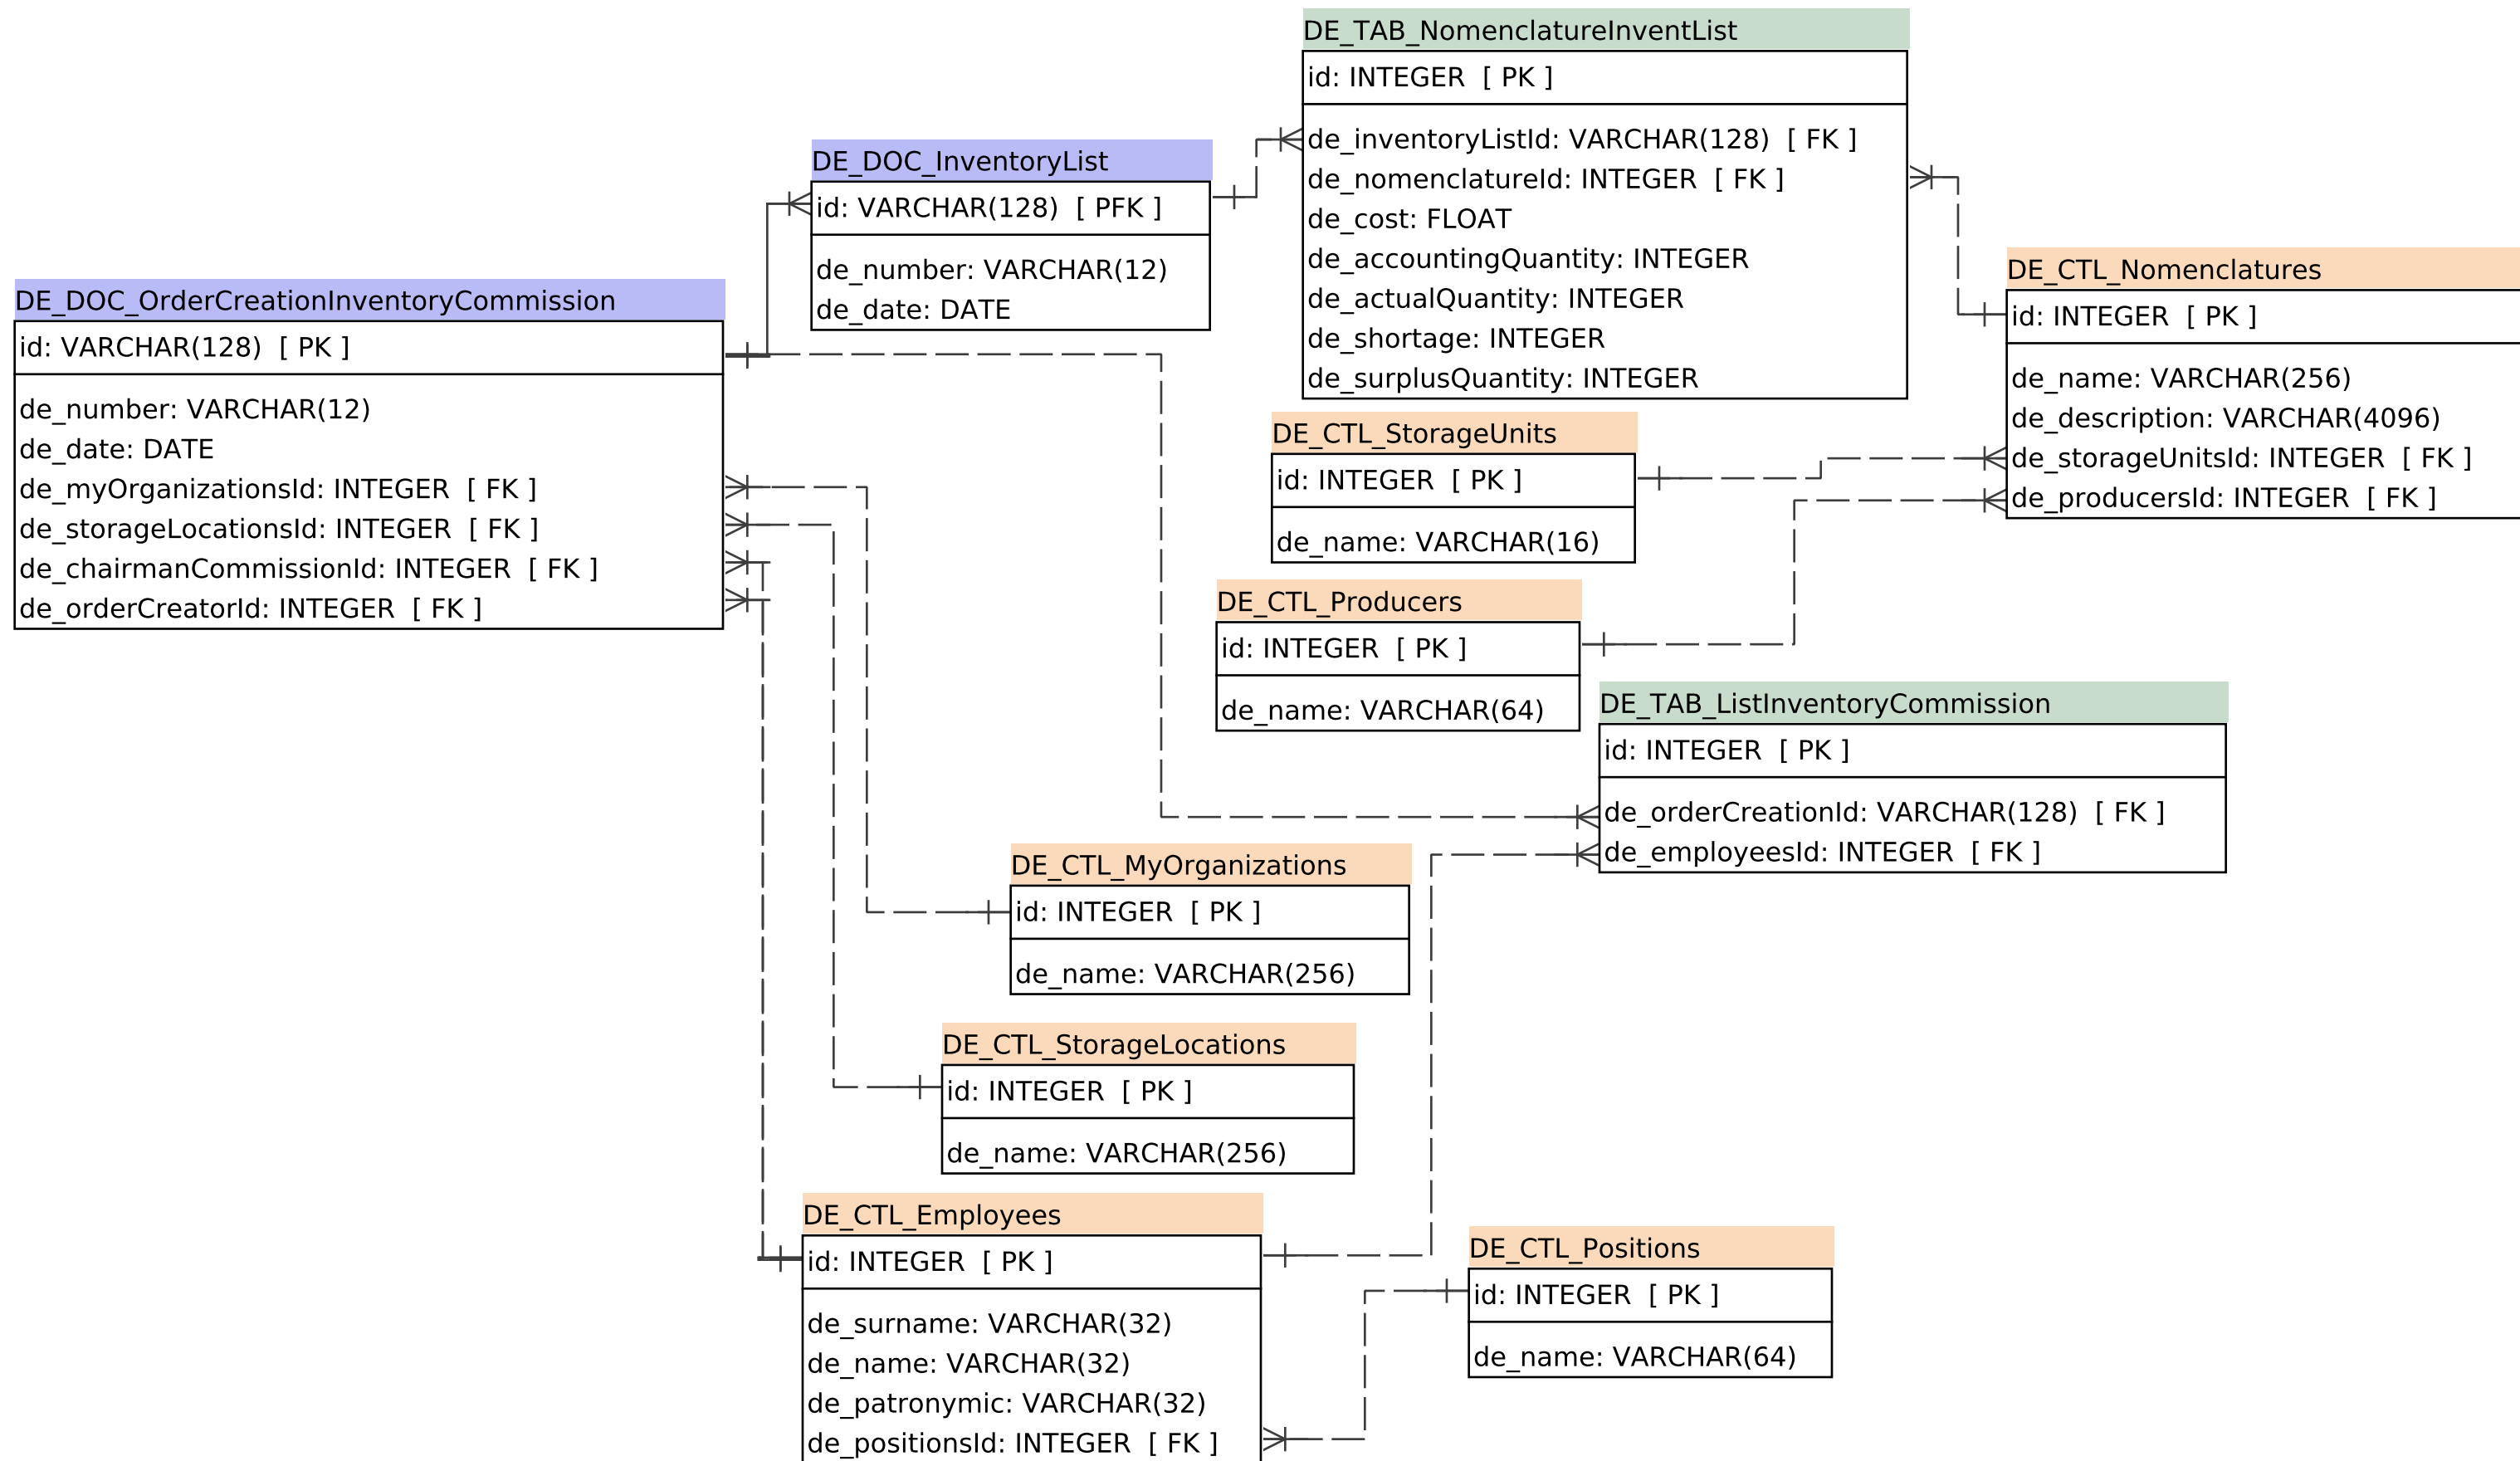 DE_TAB_NomenclatureInventList
id: INTEGER [ PK ]
de_inventoryListId: VARCHAR(128) [ FK ]
de_nomenclatureId: INTEGER [ FK ]
de_cost: FLOAT
de_accountingQuantity: INTEGER
de_actualQuantity: INTEGER
de_shortage: INTEGER
de_surplusQuantity: INTEGER
DE_DOC_InventoryList
id: VARCHAR(128) [ PFK ]
de_number: VARCHAR(12)
de_date: DATE
DE_CTL_Nomenclatures
id: INTEGER [ PK ]
de_name: VARCHAR(256)
de_description: VARCHAR(4096)
de_storageUnitsId: INTEGER [ FK ]
de_producersId: INTEGER [ FK ]
DE_DOC_OrderCreationInventoryCommission
id: VARCHAR(128) [ PK ]
de_number: VARCHAR(12)
de_date: DATE
de_myOrganizationsId: INTEGER [ FK ]
de_storageLocationsId: INTEGER [ FK ]
de_chairmanCommissionId: INTEGER [ FK ]
de_orderCreatorId: INTEGER [ FK ]
DE_CTL_StorageUnits
id: INTEGER [ PK ]
de_name: VARCHAR(16)
DE_CTL_Producers
id: INTEGER [ PK ]
de_name: VARCHAR(64)
DE_TAB_ListInventoryCommission
id: INTEGER [ PK ]
de_orderCreationId: VARCHAR(128) [ FK ]
de_employeesId: INTEGER [ FK ]
DE_CTL_MyOrganizations
id: INTEGER [ PK ]
de_name: VARCHAR(256)
DE_CTL_StorageLocations
id: INTEGER [ PK ]
de_name: VARCHAR(256)
DE_CTL_Employees
id: INTEGER [ PK ]
de_surname: VARCHAR(32)
de_name: VARCHAR(32)
de_patronymic: VARCHAR(32)
de_positionsId: INTEGER [ FK ]
DE_CTL_Positions
id: INTEGER [ PK ]
de_name: VARCHAR(64)